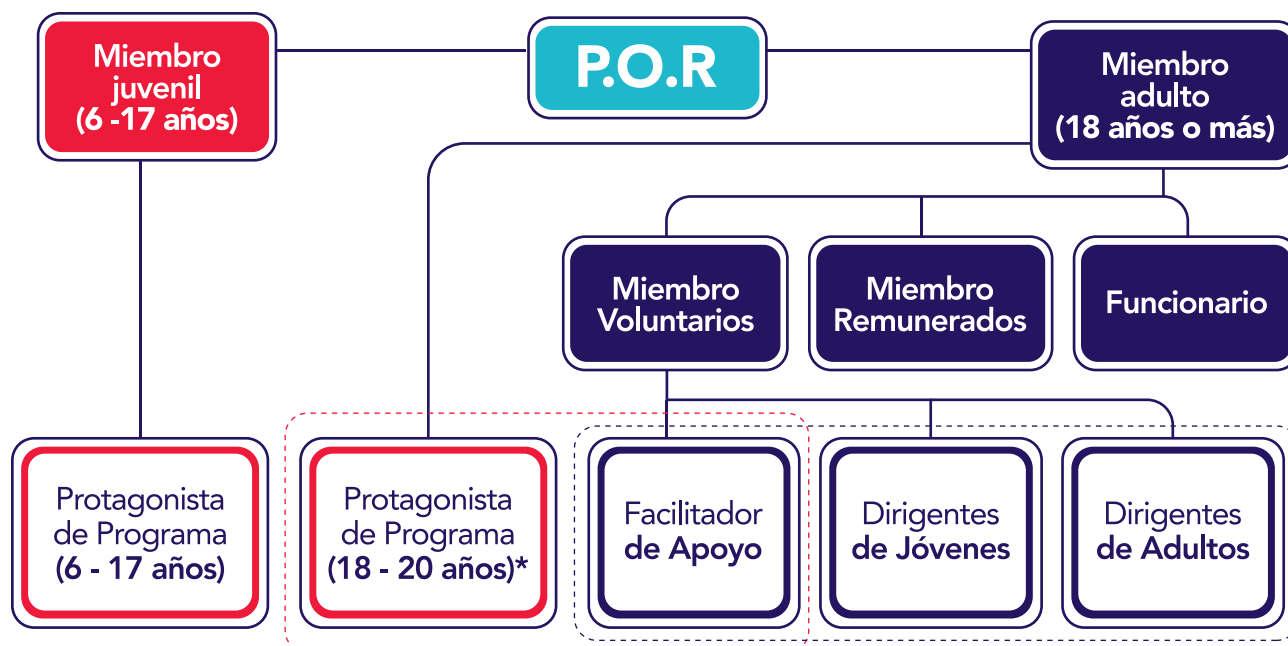 Miembro
juvenil
(6 -17 años)
P.O.R
Miembro
adulto
(18 años o más)
Miembro
Voluntarios
Miembro
Remunerados
Funcionario
Protagonista
de Programa
(6 - 17 años)
Protagonista
de Programa
(18 - 20 años)*
Facilitador
de Apoyo
Dirigentes
de Jóvenes
Dirigentes
de Adultos